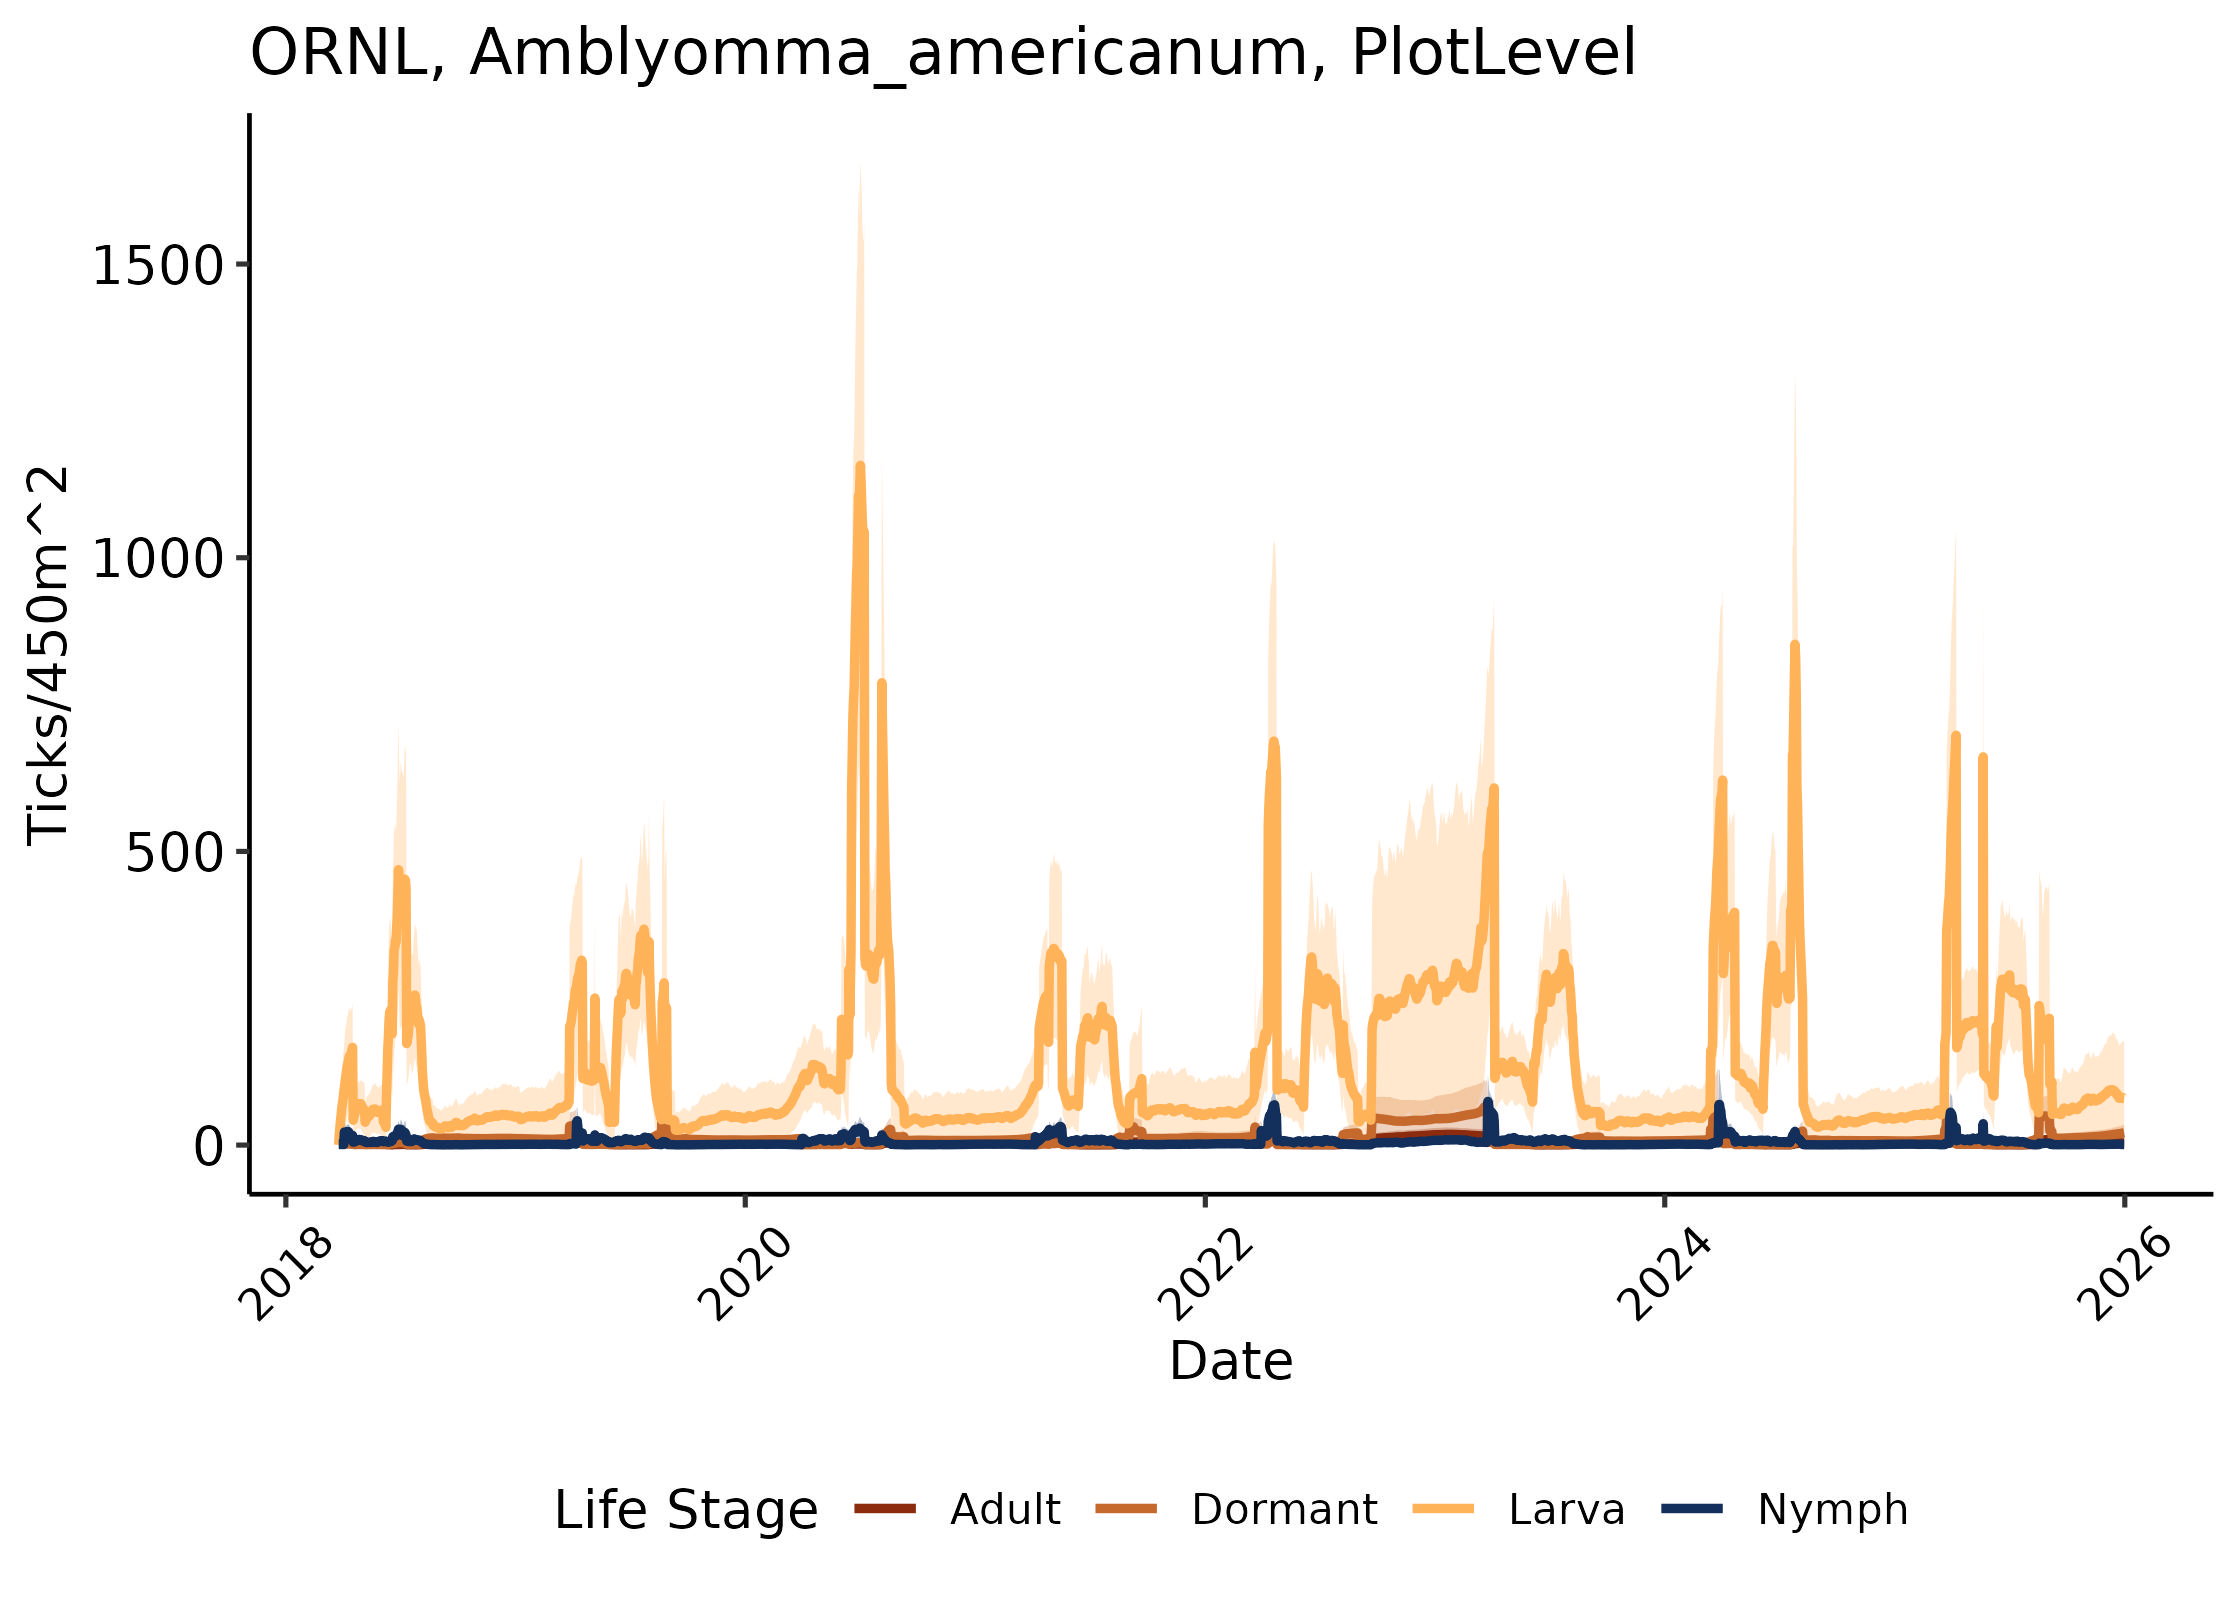 ORNL, Amblyomma_americanum, PlotLevel
Ticks/450m^2
1500
1000
500
0
2018
2020
2022
2024
2026
Date
Life Stage
Adult
Dormant
Larva
Nymph